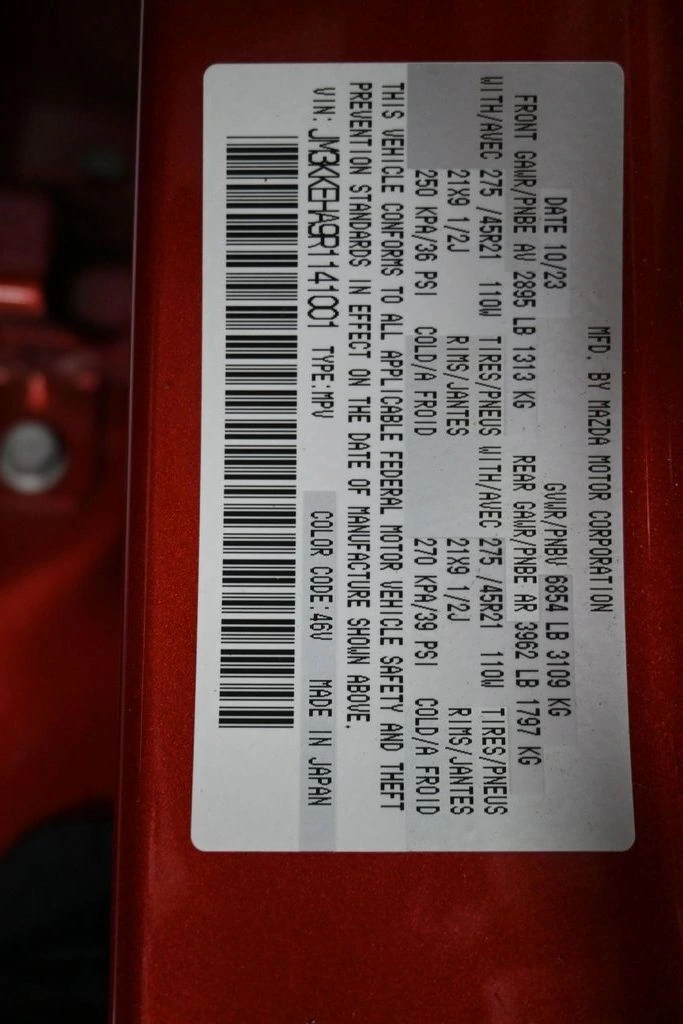 MFD. BY MAZDA MOTOR CORPORATION
DATE 10/23 GVWR/PNBV 6854 LB 3109 KG
FRONT GAWR/PNBE AV 2895 LB 1313 KG REAR GAWR/PNBE AR 3962 LB 1797 KG
WITH/AVEC 275 /45R21 110W TIRES/PNEUS WITH/AVEC 275 /45R21 110W TIRES/PNEUS
21X9 1/2J RIMS/JANTES 21X9 1/2J RIMS/JANTES
250 KPA/36 PSI COLD/A FROID 270 KPA/39 PSI COLD/A FROID
THIS VEHICLE CONFORMS TO ALL APPLICABLE FEDERAL MOTOR VEHICLE SAFETY AND THEFT
PREVENTION STANDARDS IN EFFECT ON THE DATE OF MANUFACTURE SHOWN ABOVE.
VIN: JM3KKEHA9R1141001 TYPE:MPV COLOR CODE:46V MADE IN JAPAN